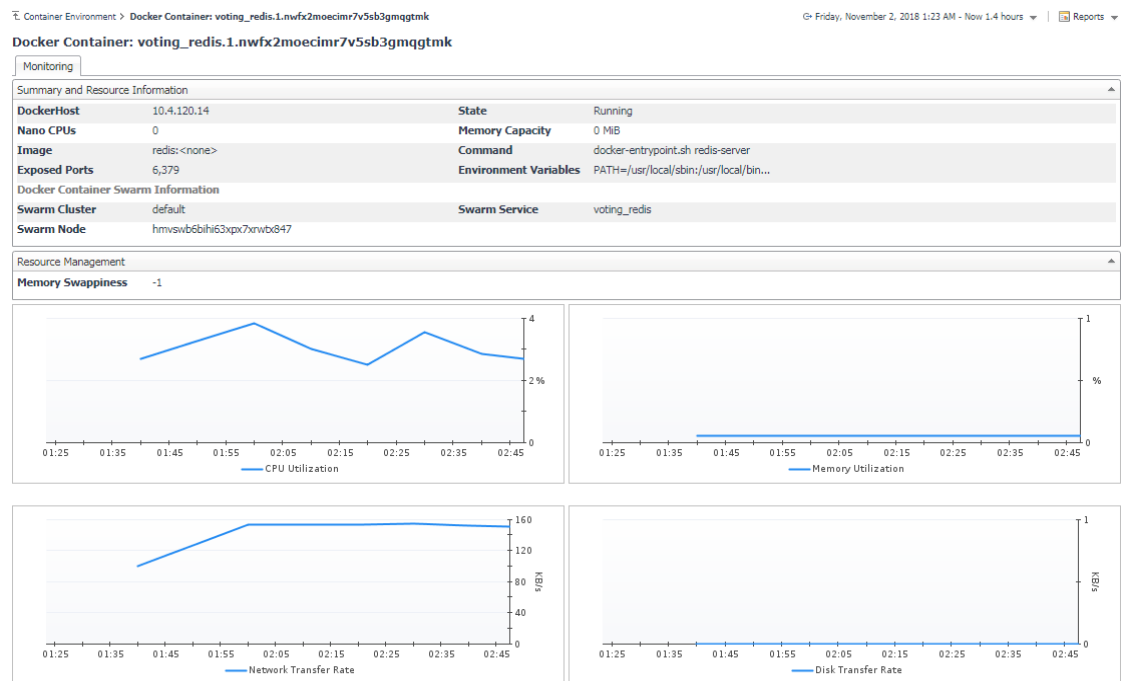 Container Environment > Docker Container: voting_redis.1.nwfx2moecimr7v5sb3gmqgtmk
Friday, November 2, 2018 1:23 AM - Now 1.4 hours
Reports
Docker Container: voting_redis.1.nwfx2moecimr7v5sb3gmqgtmk
Monitoring
Summary and Resource Information
DockerHost 10.4.120.14 State Running
Nano CPUs 0 Memory Capacity 0 MiB
Image redis:<none> Command docker-entrypoint.sh redis-server
Exposed Ports 6,379 Environment Variables PATH=/usr/local/sbin:/usr/local/bin...
Docker Container Swarm Information
Swarm Cluster default Swarm Service voting_redis
Swarm Node hmvswb6bihi63xpx7xrwtx847
Resource Management
Memory Swappiness -1
4
2 %
0
01:25 01:35 01:45 01:55 02:05 02:15 02:25 02:35 02:45
CPU Utilization
1
%
0
01:25 01:35 01:45 01:55 02:05 02:15 02:25 02:35 02:45
Memory Utilization
160
120
80
40
0
KB/s
01:25 01:35 01:45 01:55 02:05 02:15 02:25 02:35 02:45
Network Transfer Rate
1
KB/s
0
01:25 01:35 01:45 01:55 02:05 02:15 02:25 02:35 02:45
Disk Transfer Rate